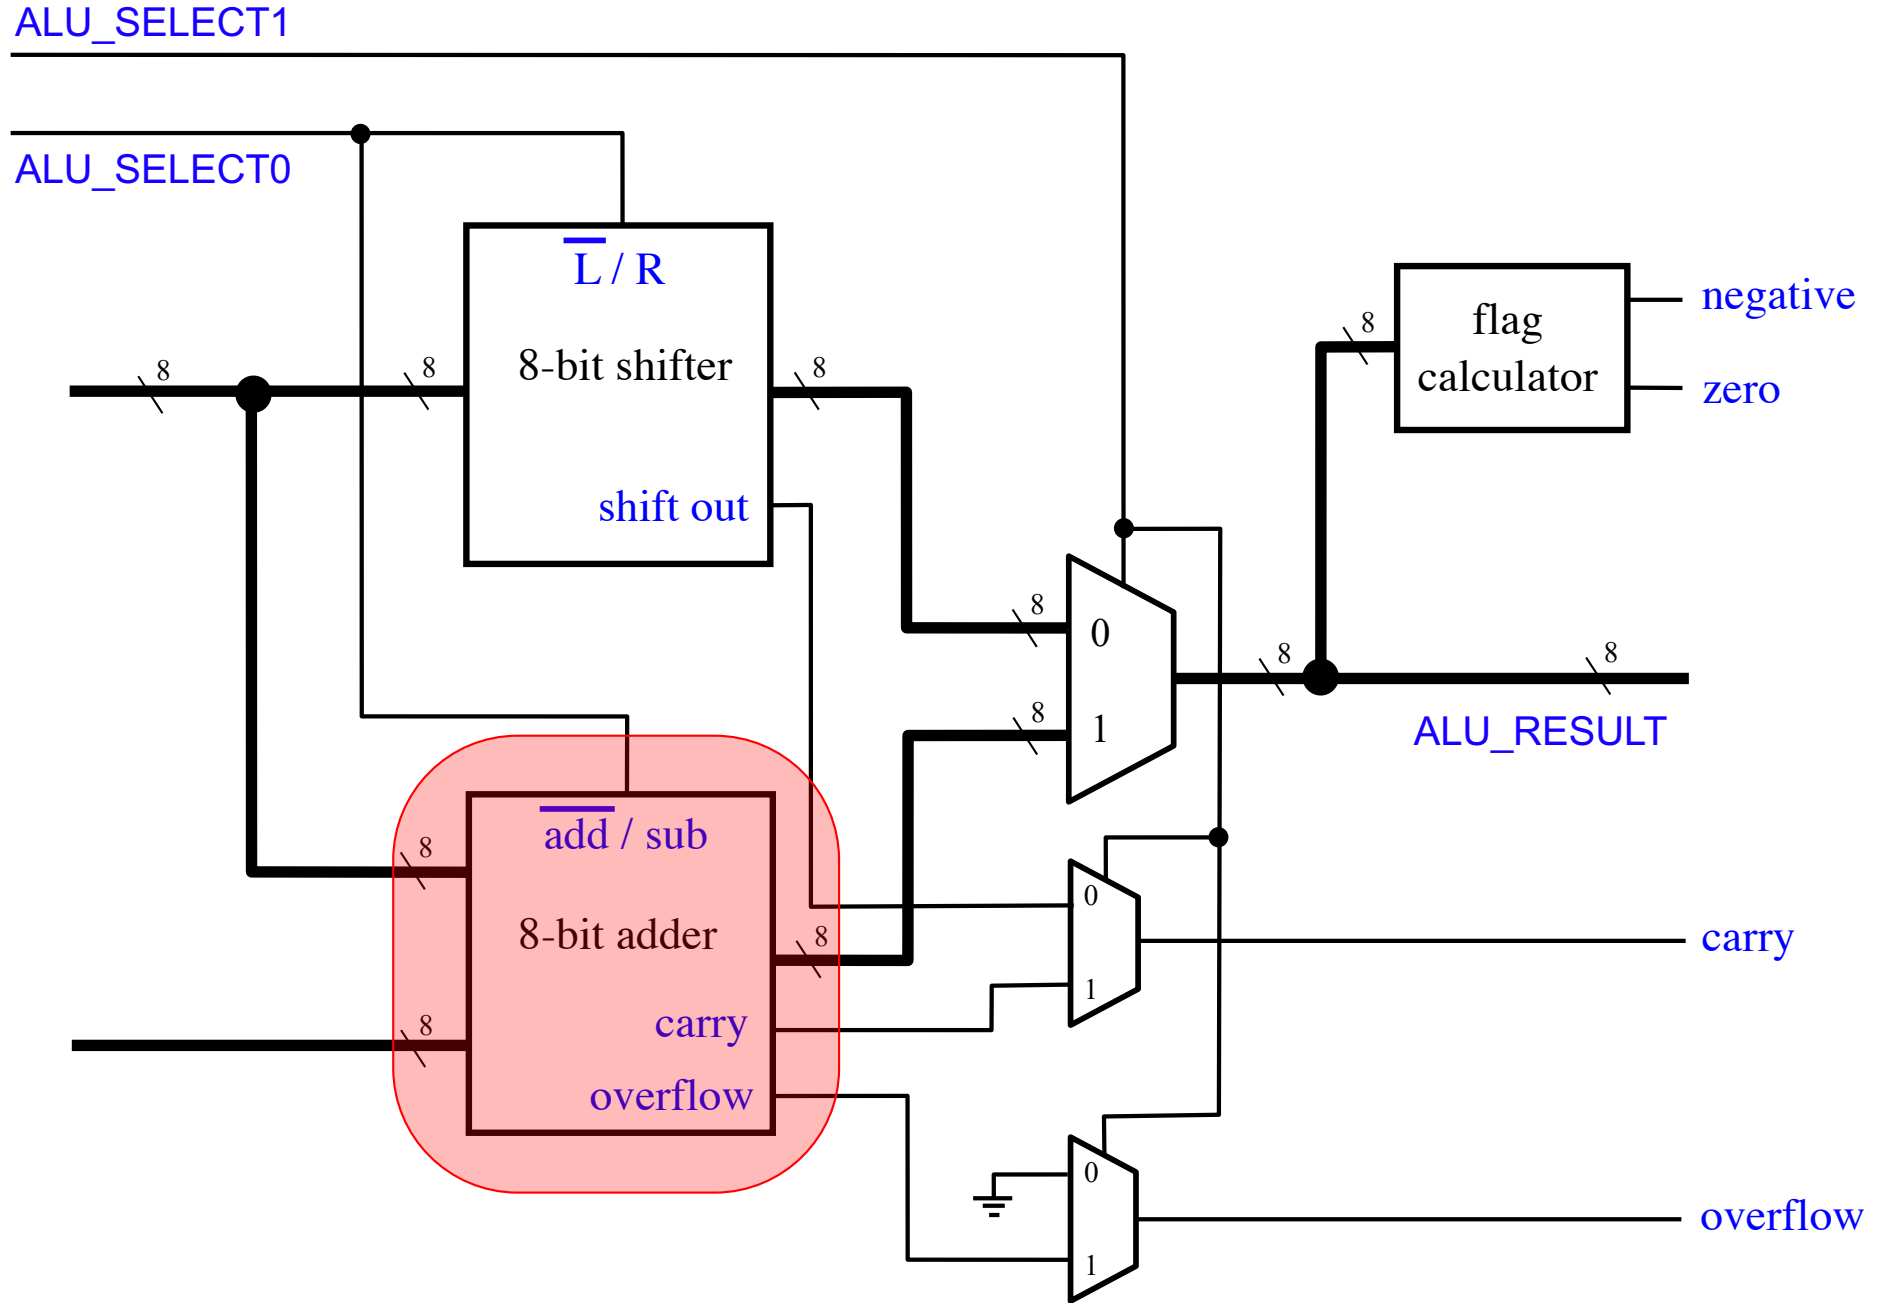 ALU_SELECT1
ALU_SELECT0
L / R
8-bit shifter
shift out
8
8
8
8
flag
calculator
negative
zero
8
0
1
8
8
8
ALU_RESULT
add / sub
8-bit adder
carry
overflow
8
8
8
0
1
carry
0
1
overflow